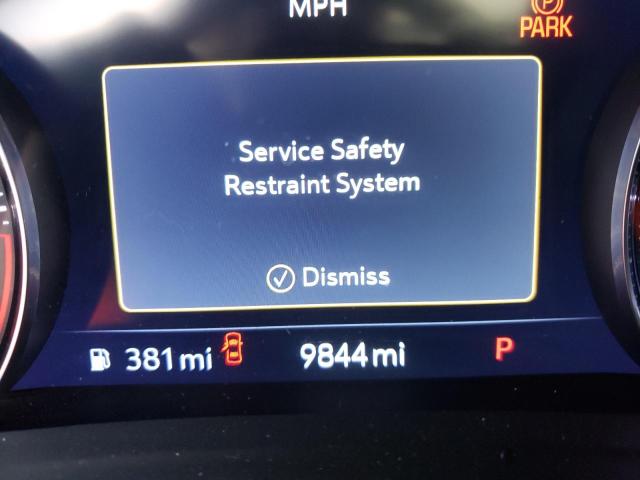 MPH
P
PARK
Service Safety
Restraint System
Dismiss
381 mi 9844 mi P